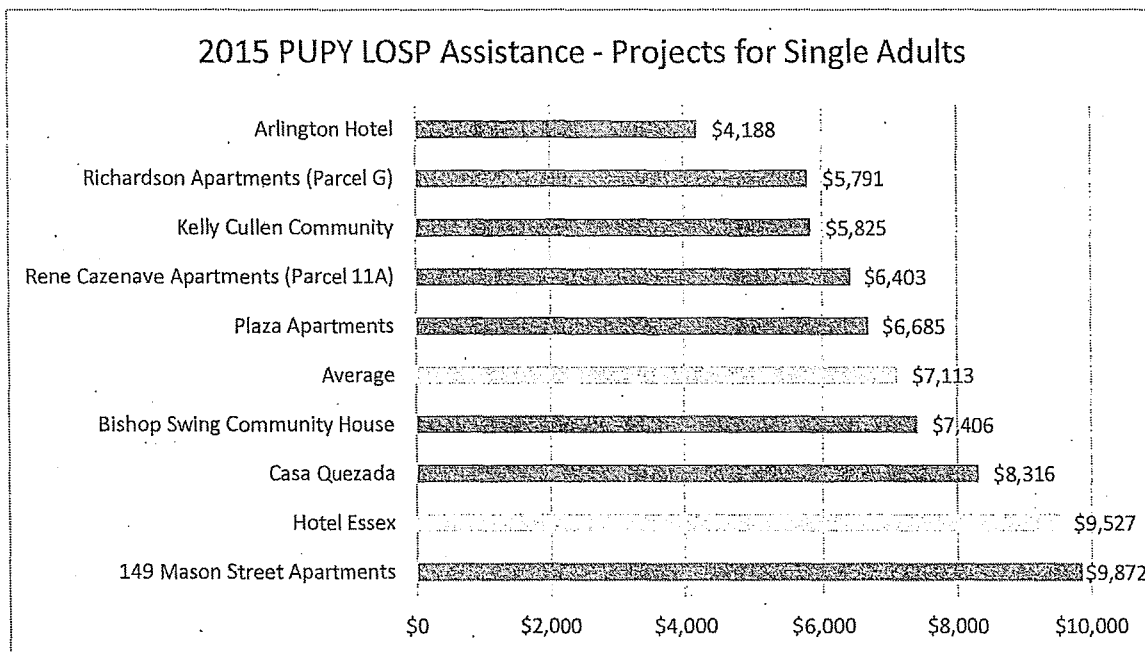 2015 PUPY LOSP Assistance - Projects for Single Adults
Arlington Hotel $4,188
Richardson Apartments (Parcel G) $5,791
Kelly Cullen Community $5,825
Rene Cazenave Apartments (Parcel 11A) $6,403
Plaza Apartments $6,685
Average $7,113
Bishop Swing Community House $7,406
Casa Quezada $8,316
Hotel Essex $9,527
149 Mason Street Apartments $9,872
$0 $2,000 $4,000 $6,000 $8,000 $10,000